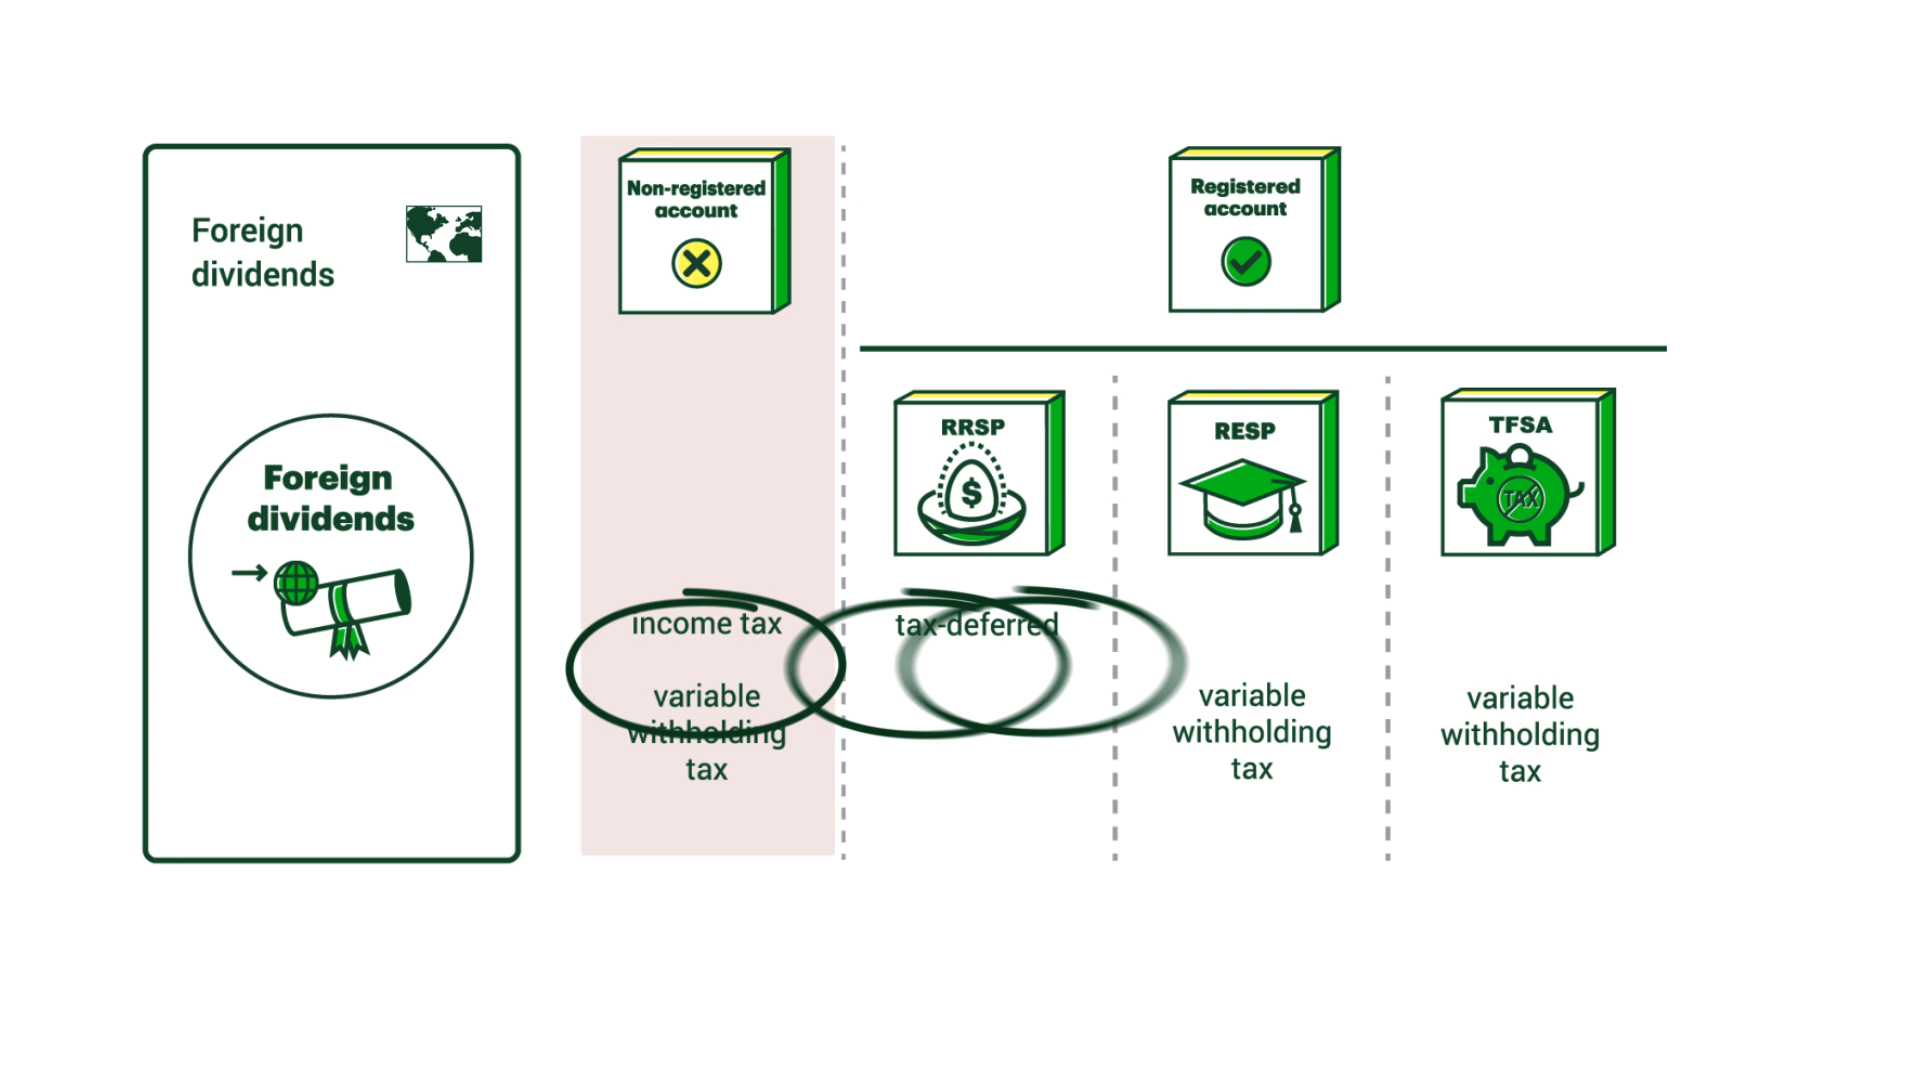 Foreign
dividends
Foreign
dividends
Non-registered
account
Registered
account
RRSP
$
RESP
TFSA
TAX
income tax
variable
withholding
tax
tax-deferred
variable
withholding
tax
variable
withholding
tax